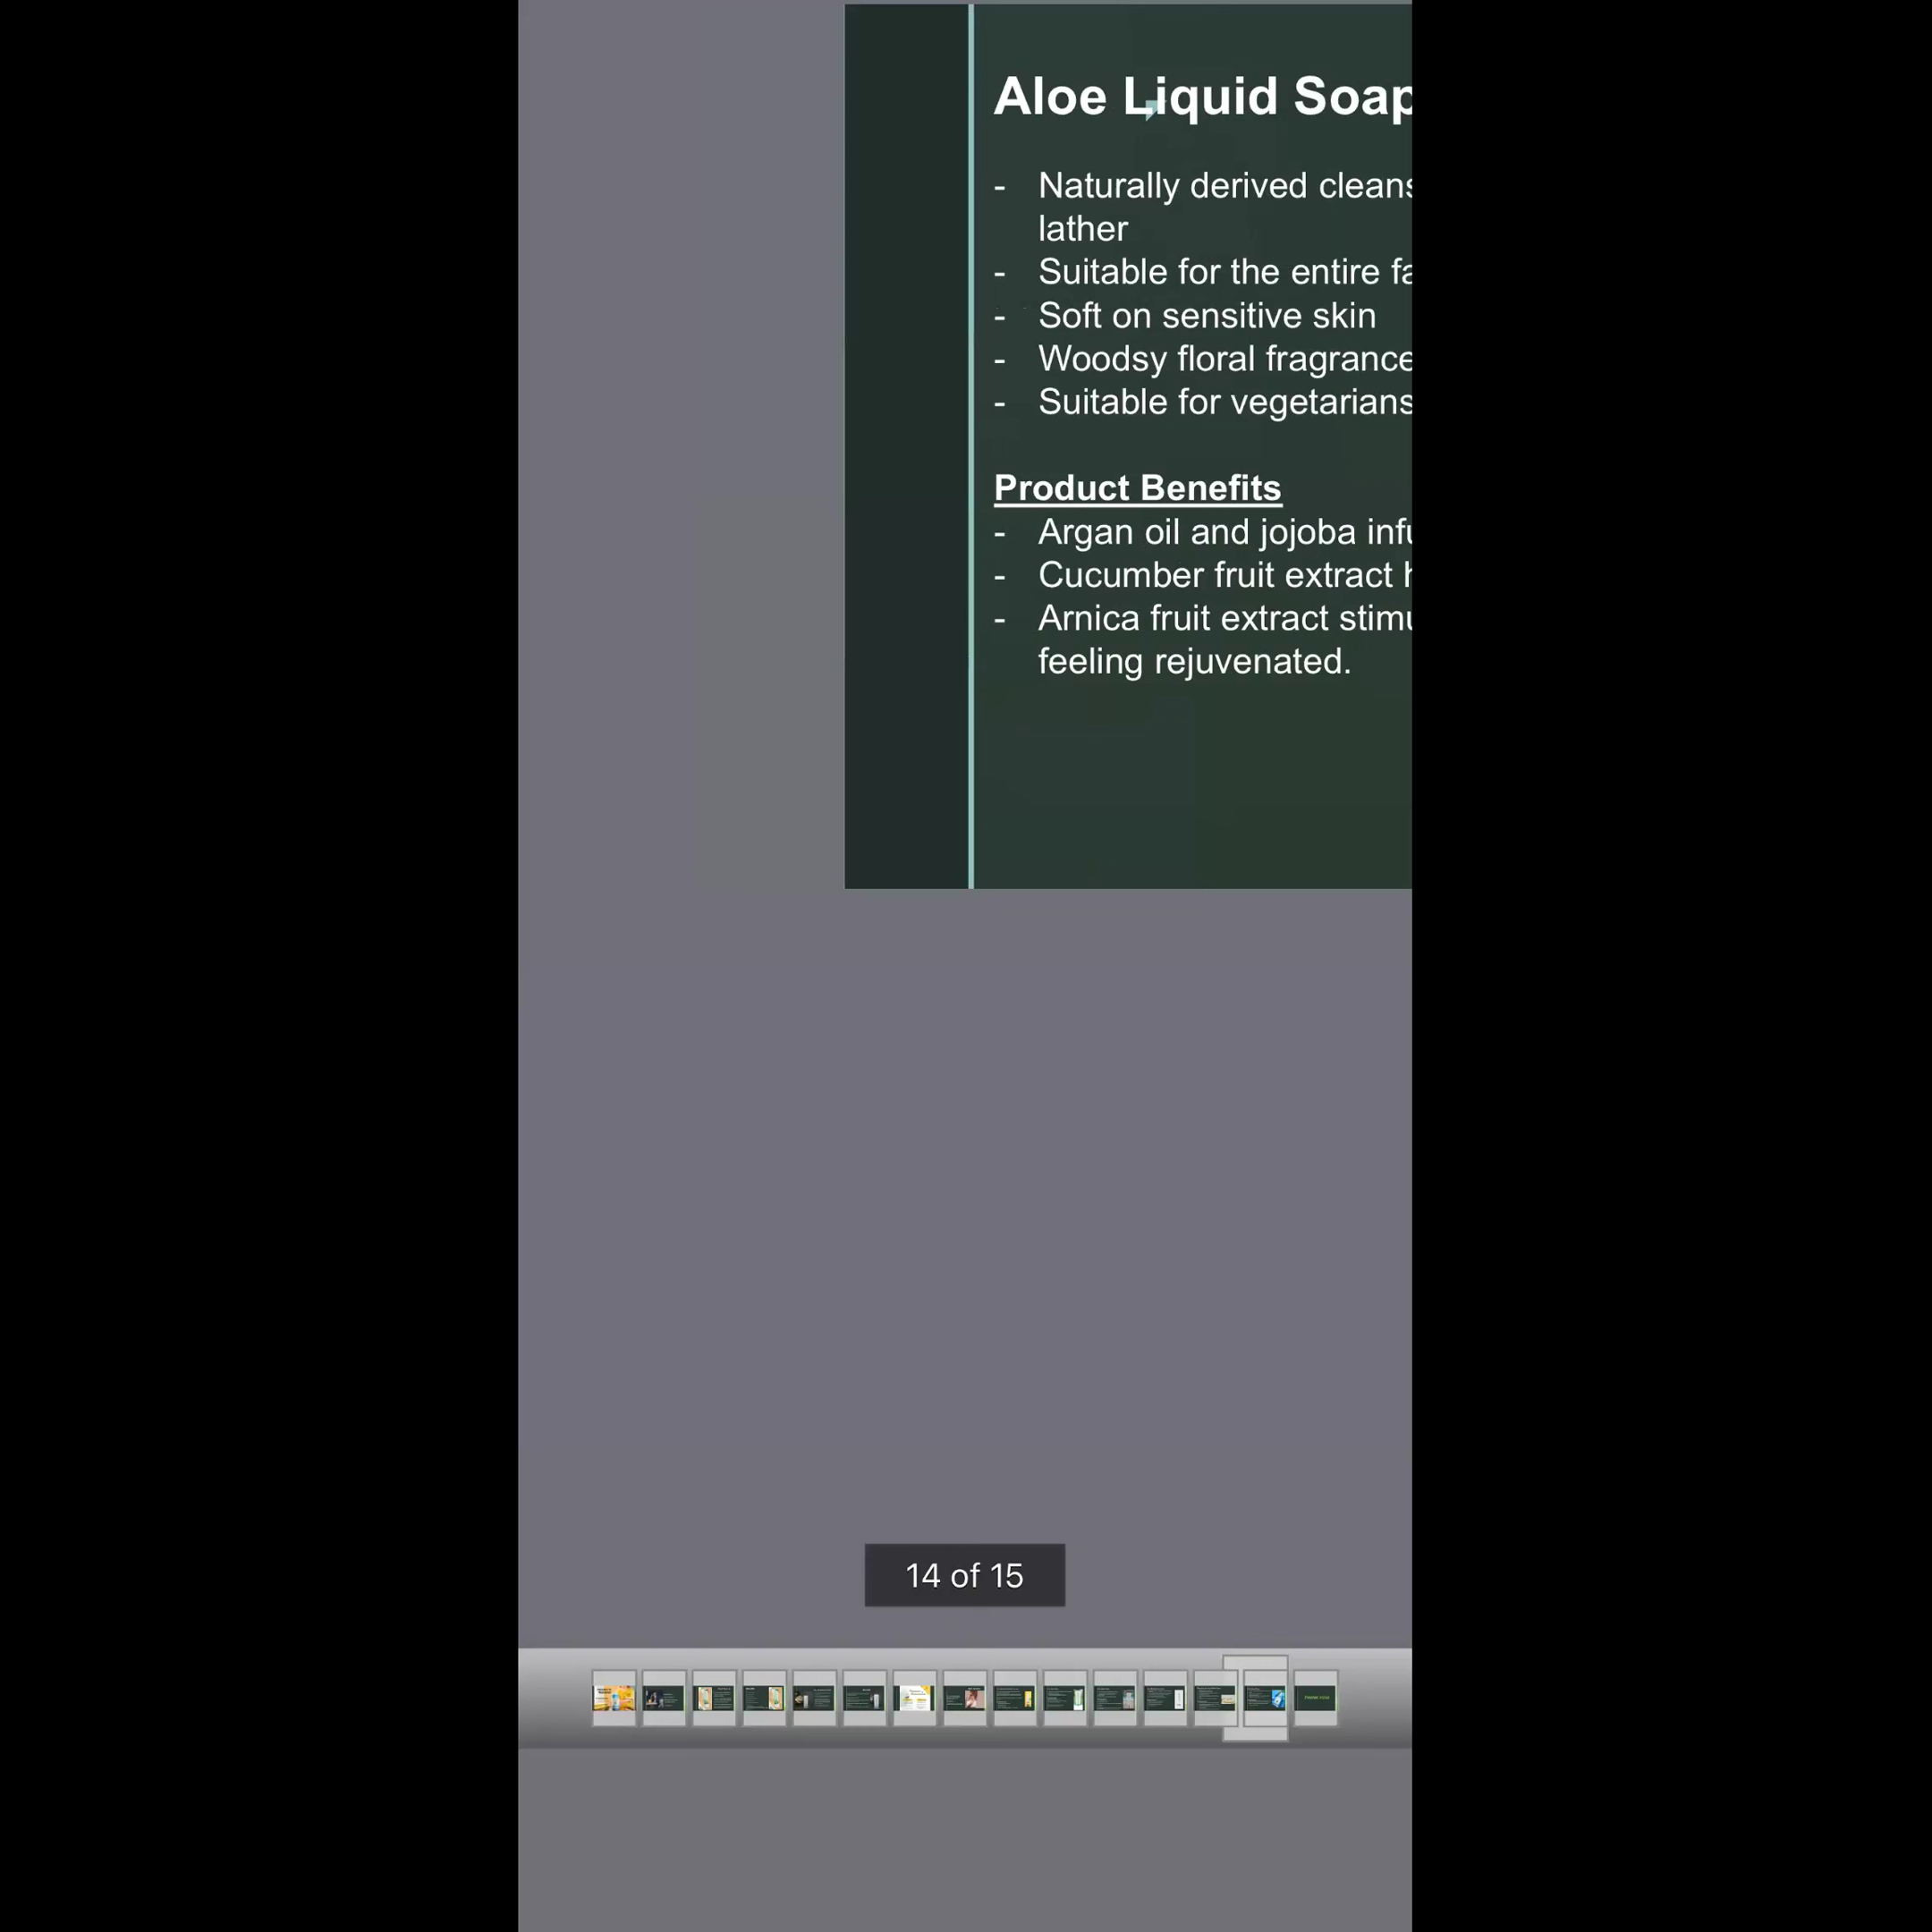 Aloe Liquid Soap
- Naturally derived cleans
lather
- Suitable for the entire fa
- Soft on sensitive skin
- Woodsy floral fragrance
- Suitable for vegetarians
Product Benefits
- Argan oil and jojoba infu
- Cucumber fruit extract h
- Arnica fruit extract stimu
feeling rejuvenated.
14 of 15